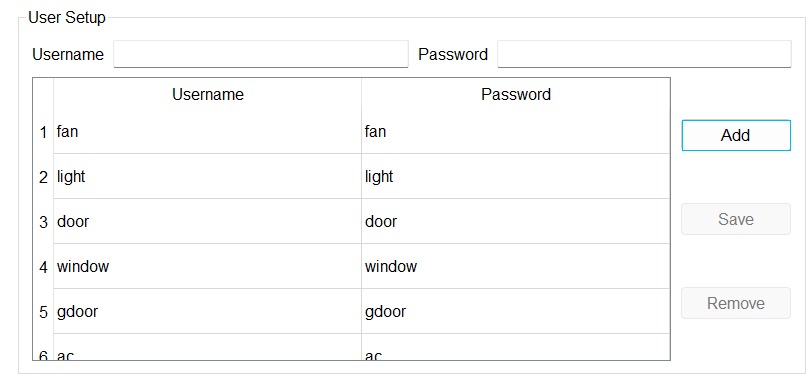 User Setup
Username Password
Username Password
1 fan fan Add
2 light light
3 door door Save
4 window window
5 gdoor gdoor Remove
6 ac ac